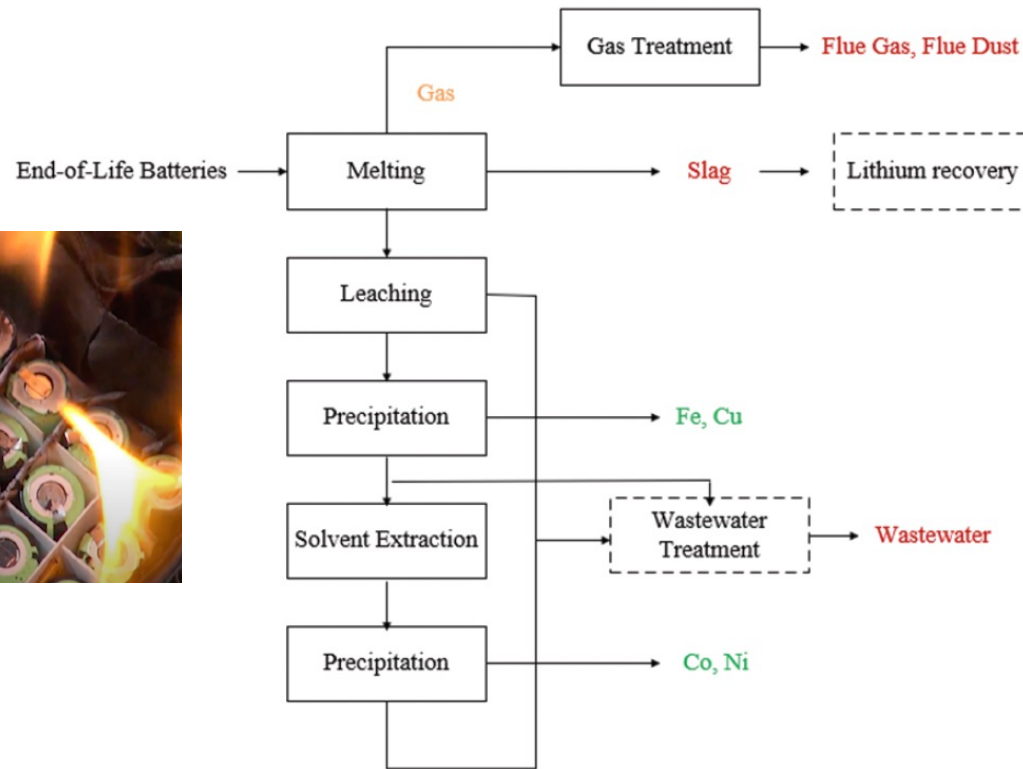 Gas Treatment
Flue Gas, Flue Dust
Gas
End-of-Life Batteries
Melting
Slag
Lithium recovery
Leaching
Precipitation
Fe, Cu
Solvent Extraction
Wastewater
Treatment
Wastewater
Precipitation
Co, Ni